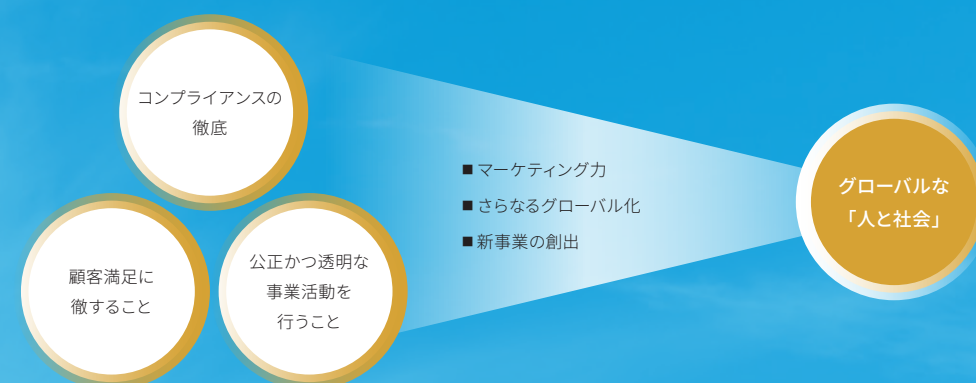 コンプライアンスの
徹底
顧客満足に
徹すること
公正かつ透明な
事業活動を
行うこと
■ マーケティング力
■ さらなるグローバル化
■ 新事業の創出
グローバルな
「人と社会」